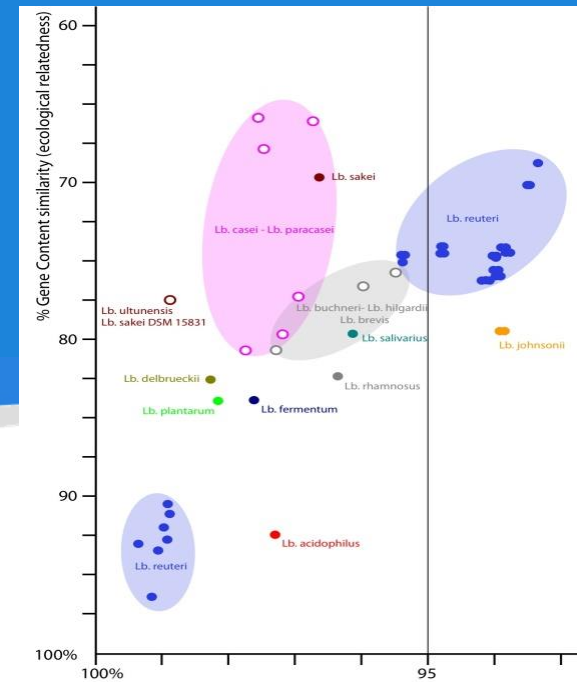 % Gene Content similarity (ecological relatedness)
60
70
80
90
100%
100%
95
Lb. sakei
Lb. reuteri
Lb. casei - Lb. paracasei
Lb. ultunensis
Lb. sakei DSM 15831
Lb. buchneri- Lb. hilgardii
Lb. brevis
Lb. salivarius
Lb. johnsonii
Lb. delbrueckii
Lb. rhamnosus
Lb. plantarum
Lb. fermentum
Lb. acidophilus
Lb. reuteri